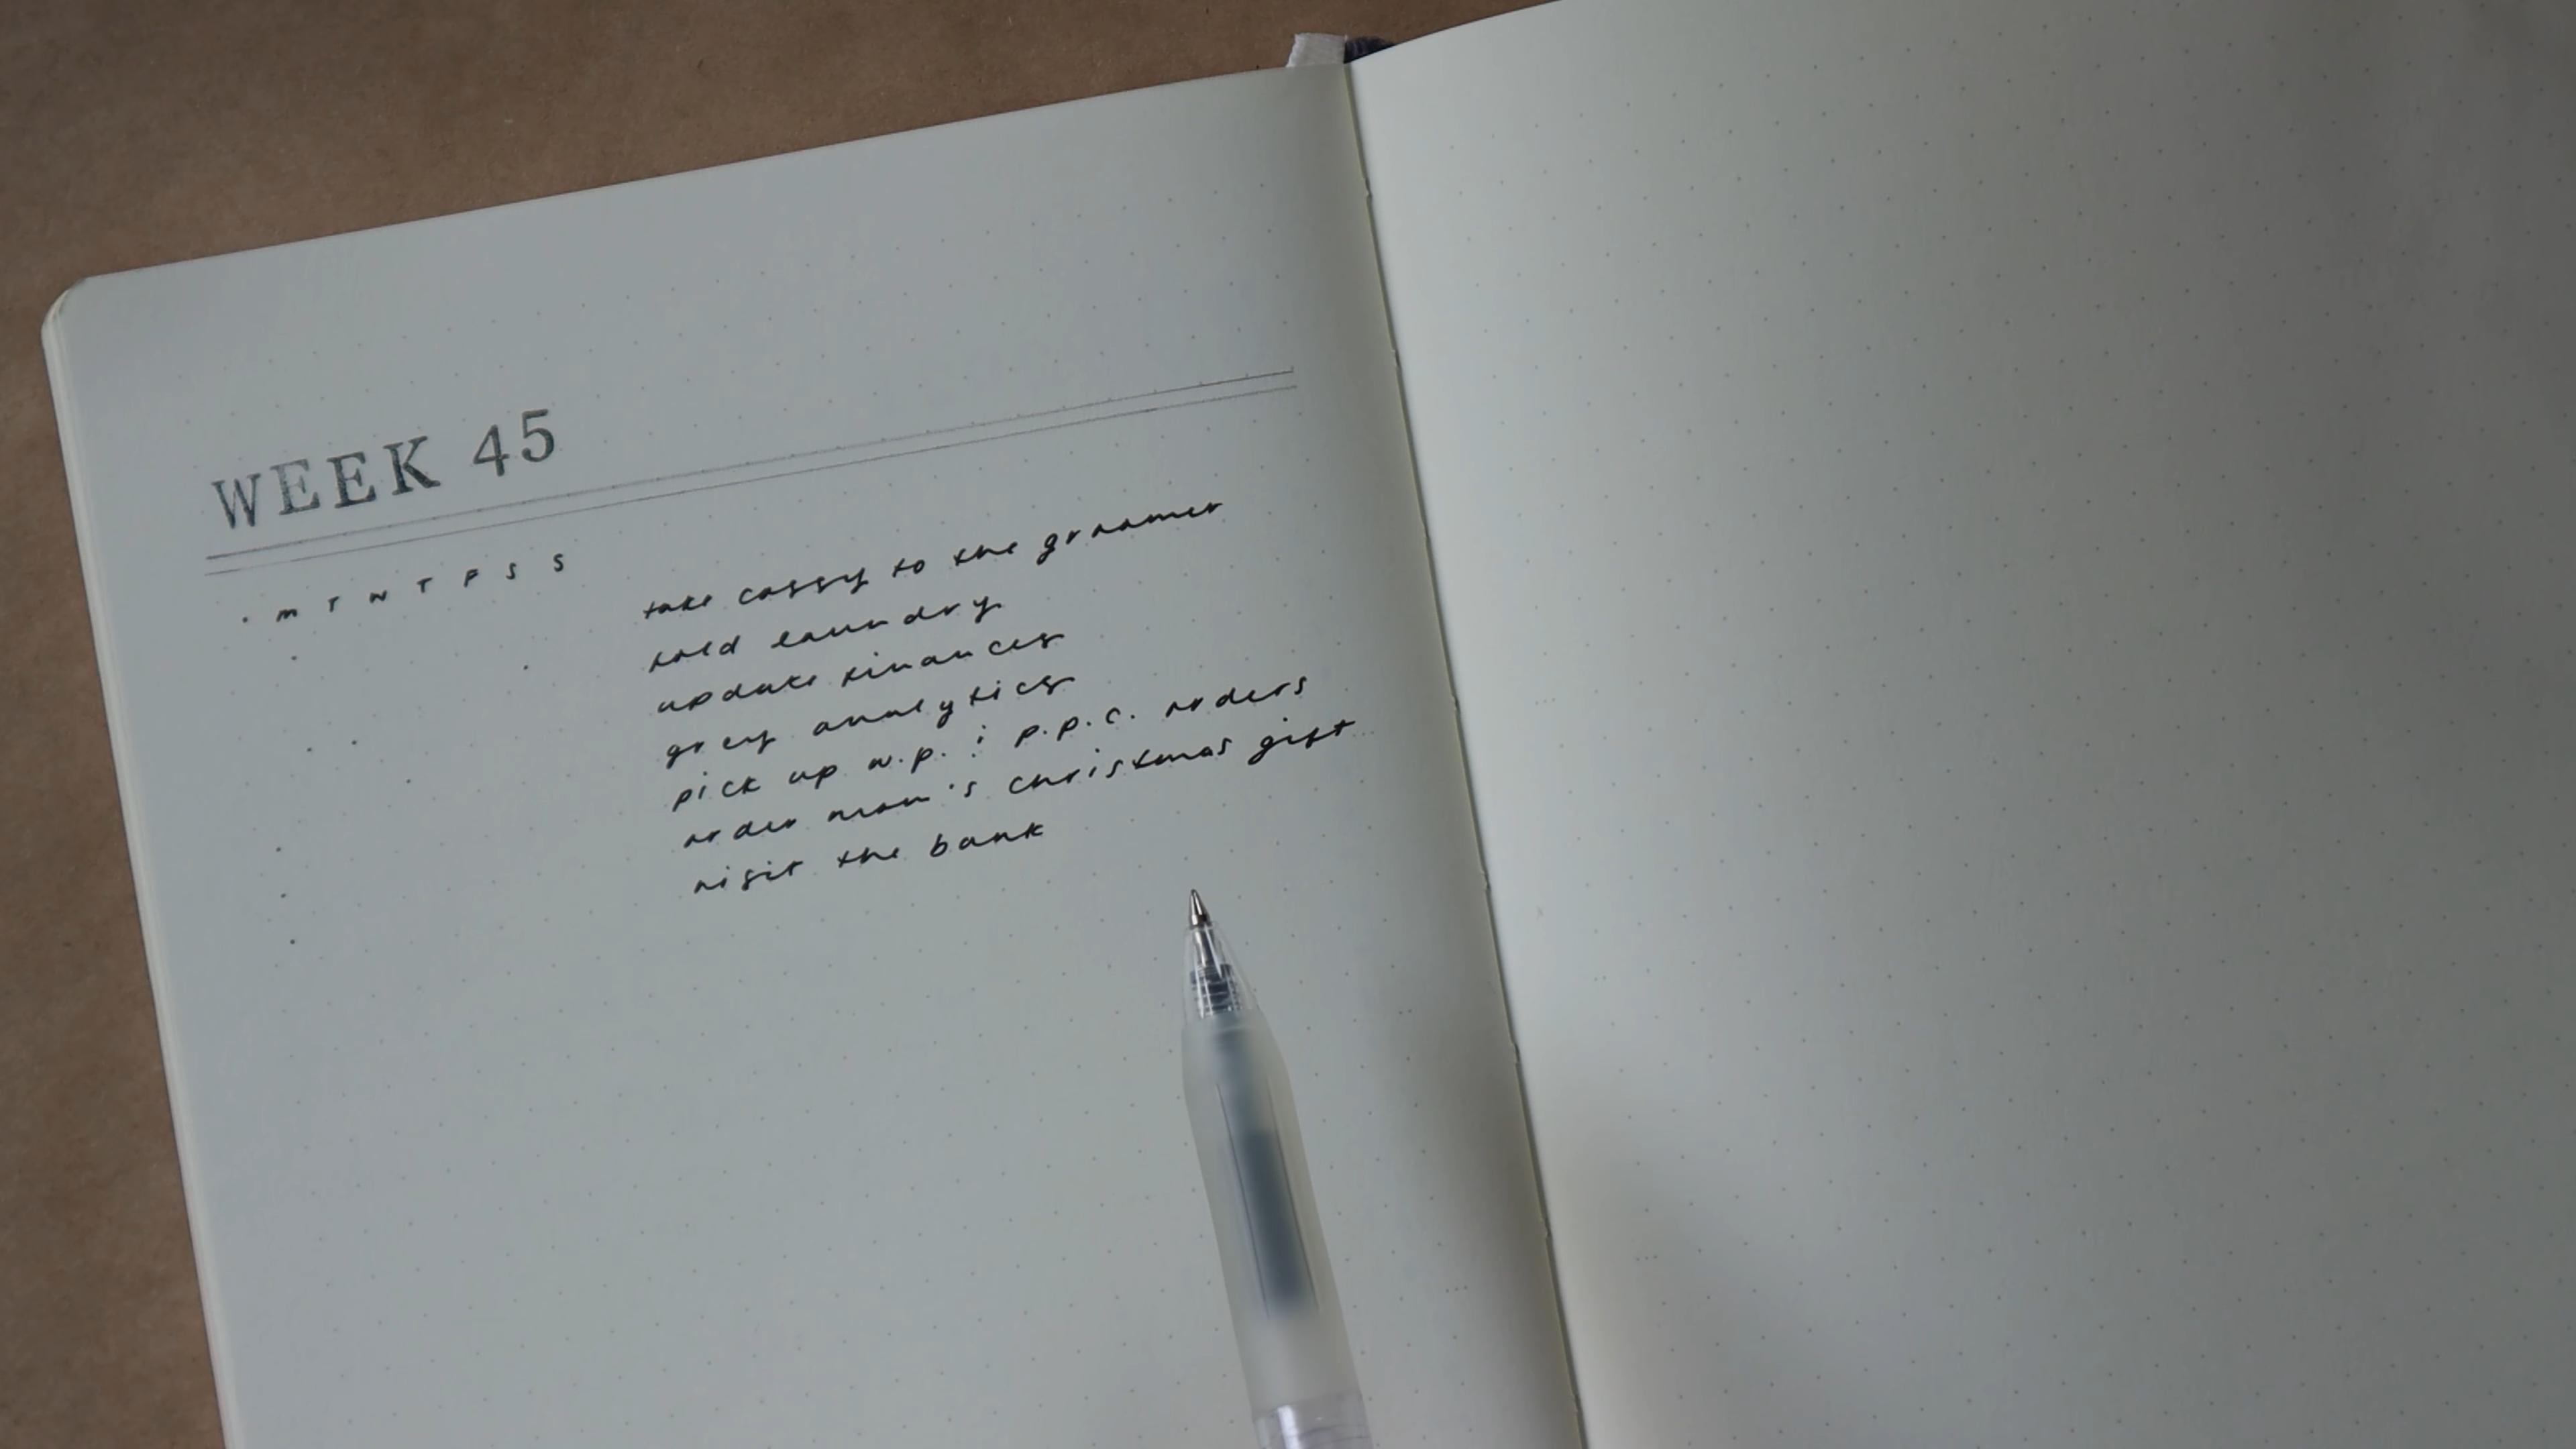 WEEK 45
M T W T F S S
take cassy to the groomer
fold laundry
update finances
grey analytics
pick up w.p. & p.p.c. orders
order mom's christmas gift
visit the bank